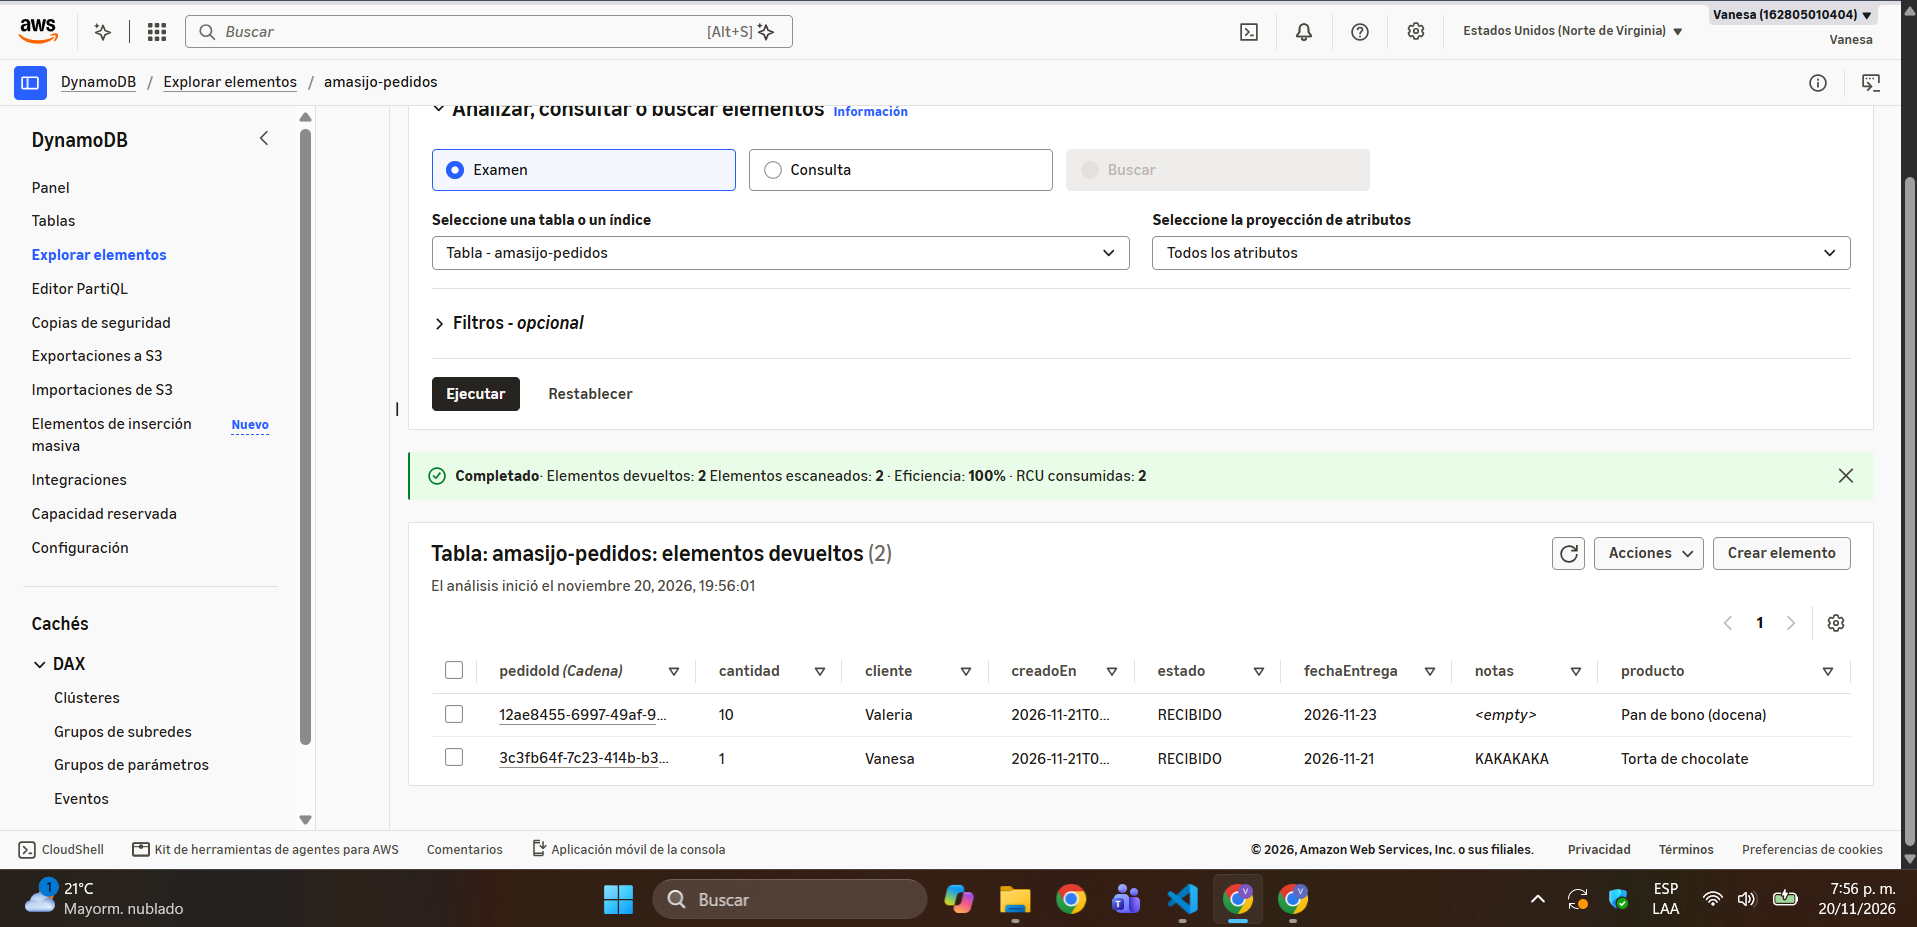 aws
Buscar
[Alt+S]
Estados Unidos (Norte de Virginia)
Vanesa (162805010404)
Vanesa
DynamoDB / Explorar elementos / amasijo-pedidos
DynamoDB
Panel
Tablas
Explorar elementos
Editor PartiQL
Copias de seguridad
Exportaciones a S3
Importaciones de S3
Elementos de inserción masiva
Nuevo
Integraciones
Capacidad reservada
Configuración
Cachés
DAX
Clústeres
Grupos de subredes
Grupos de parámetros
Eventos
Analizar, consultar o buscar elementos Información
Examen
Consulta
Buscar
Seleccione una tabla o un índice
Tabla - amasijo-pedidos
Seleccione la proyección de atributos
Todos los atributos
Filtros - opcional
Ejecutar
Restablecer
Completado· Elementos devueltos: 2 Elementos escaneados: 2 · Eficiencia: 100% · RCU consumidas: 2
Tabla: amasijo-pedidos: elementos devueltos (2)
El análisis inició el noviembre 20, 2026, 19:56:01
Acciones
Crear elemento
1
pedidoId (Cadena) cantidad cliente creadoEn estado fechaEntrega notas producto
12ae8455-6997-49af-9... 10 Valeria 2026-11-21T0... RECIBIDO 2026-11-23 <empty> Pan de bono (docena)
3c3fb64f-7c23-414b-b3... 1 Vanesa 2026-11-21T0... RECIBIDO 2026-11-21 KAKAKAKA Torta de chocolate
CloudShell
Kit de herramientas de agentes para AWS
Comentarios
Aplicación móvil de la consola
© 2026, Amazon Web Services, Inc. o sus filiales.
Privacidad
Términos
Preferencias de cookies
1
21°C
Mayorm. nublado
Buscar
ESP
LAA
7:56 p. m.
20/11/2026